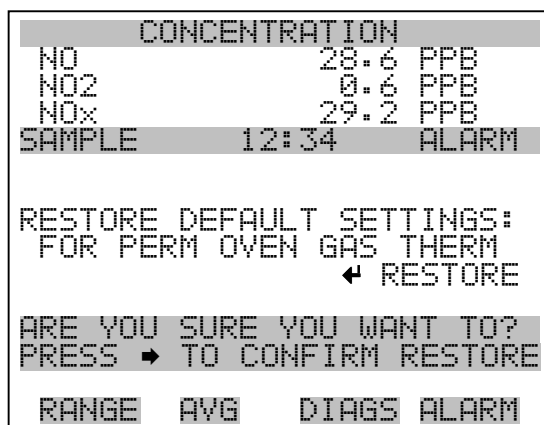 CONCENTRATION
NO 28.6 PPB
NO2 0.6 PPB
NOx 29.2 PPB
SAMPLE 12:34 ALARM
RESTORE DEFAULT SETTINGS:
FOR PERM OVEN GAS THERM
↵ RESTORE
ARE YOU SURE YOU WANT TO?
PRESS → TO CONFIRM RESTORE
RANGE AVG DIAGS ALARM